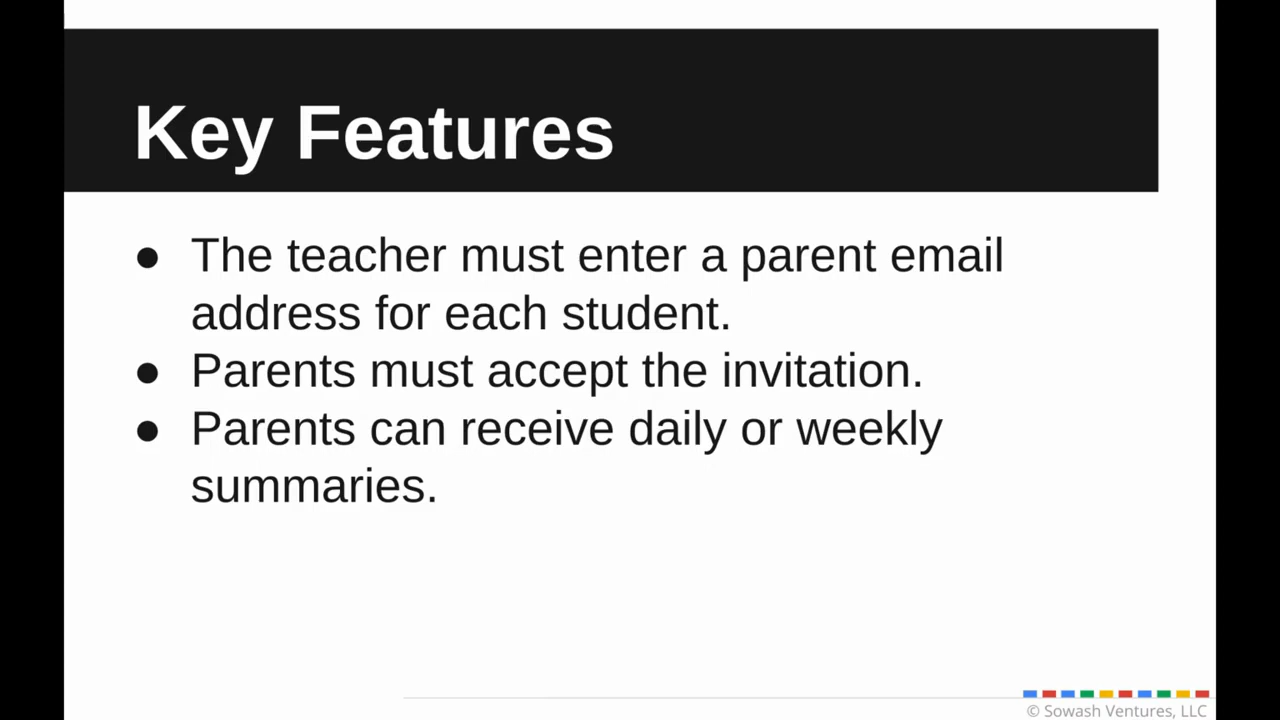 Key Features
● The teacher must enter a parent email
address for each student.
● Parents must accept the invitation.
● Parents can receive daily or weekly
summaries.
© Sowash Ventures, LLC